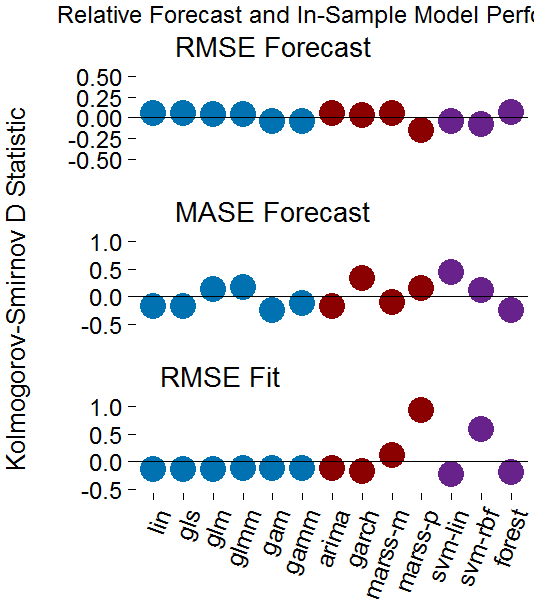 Relative Forecast and In-Sample Model Perfo
RMSE Forecast
0.50
0.25
0.00
-0.25
-0.50
MASE Forecast
1.0
0.5
0.0
-0.5
RMSE Fit
1.0
0.5
0.0
-0.5
Kolmogorov-Smirnov D Statistic
lin
gls
glm
glmm
gam
gamm
arima
garch
marss-m
marss-p
svm-lin
svm-rbf
forest